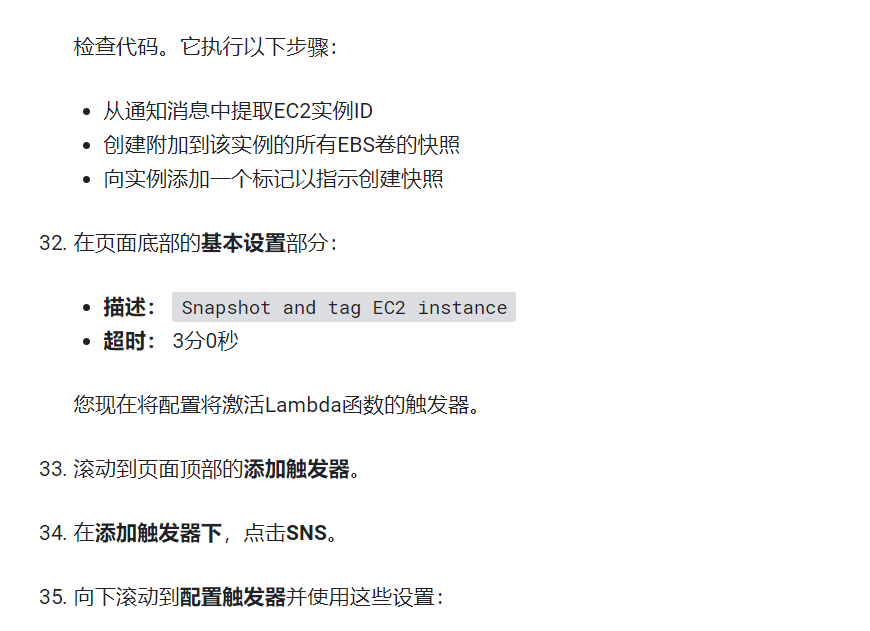 检查代码。它执行以下步骤：
从通知消息中提取EC2实例ID
创建附加到该实例的所有EBS卷的快照
向实例添加一个标记以指示创建快照
32. 在页面底部的基本设置部分：
描述： Snapshot and tag EC2 instance
超时： 3分0秒
您现在将配置将激活Lambda函数的触发器。
33. 滚动到页面顶部的添加触发器。
34. 在添加触发器下，点击SNS。
35. 向下滚动到配置触发器并使用这些设置：